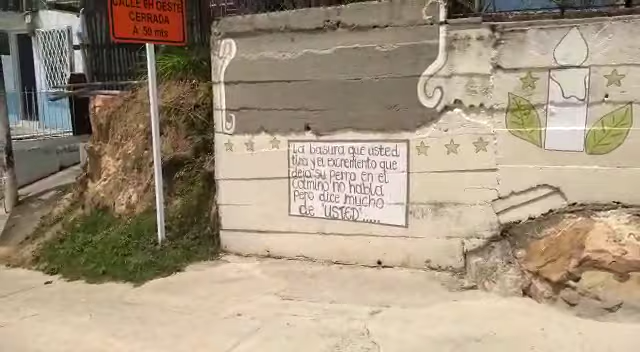 CALLE 8H OESTE
CERRADA
A 50 mts
La basura que usted
tira y el excremento que
deja su perro en el
camino no habla
pero dice mucho
de "USTED".....